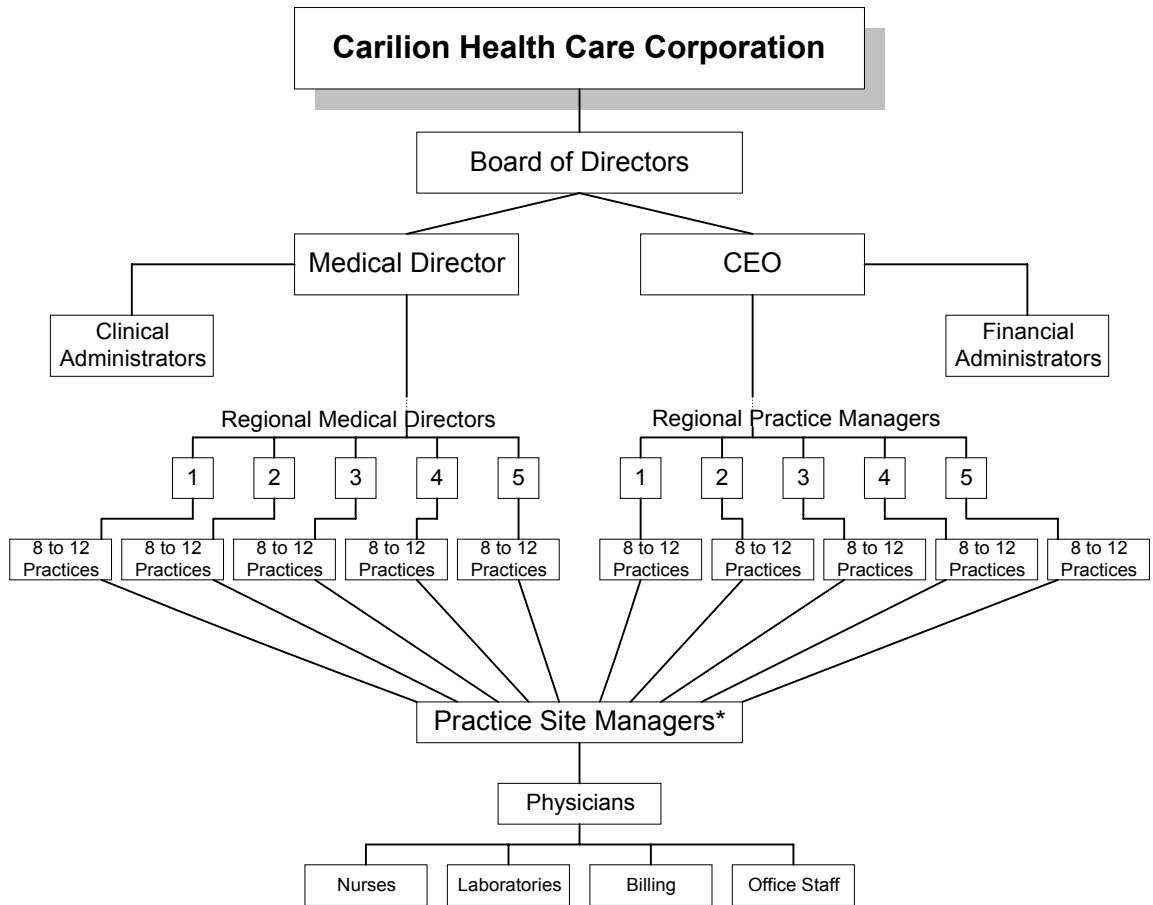 Carilion Health Care Corporation
Board of Directors
Medical Director
CEO
Clinical
Administrators
Financial
Administrators
Regional Medical Directors
Regional Practice Managers
1
2
3
4
5
1
2
3
4
5
8 to 12
Practices
8 to 12
Practices
8 to 12
Practices
8 to 12
Practices
8 to 12
Practices
8 to 12
Practices
8 to 12
Practices
8 to 12
Practices
8 to 12
Practices
8 to 12
Practices
Practice Site Managers*
Physicians
Nurses
Laboratories
Billing
Office Staff